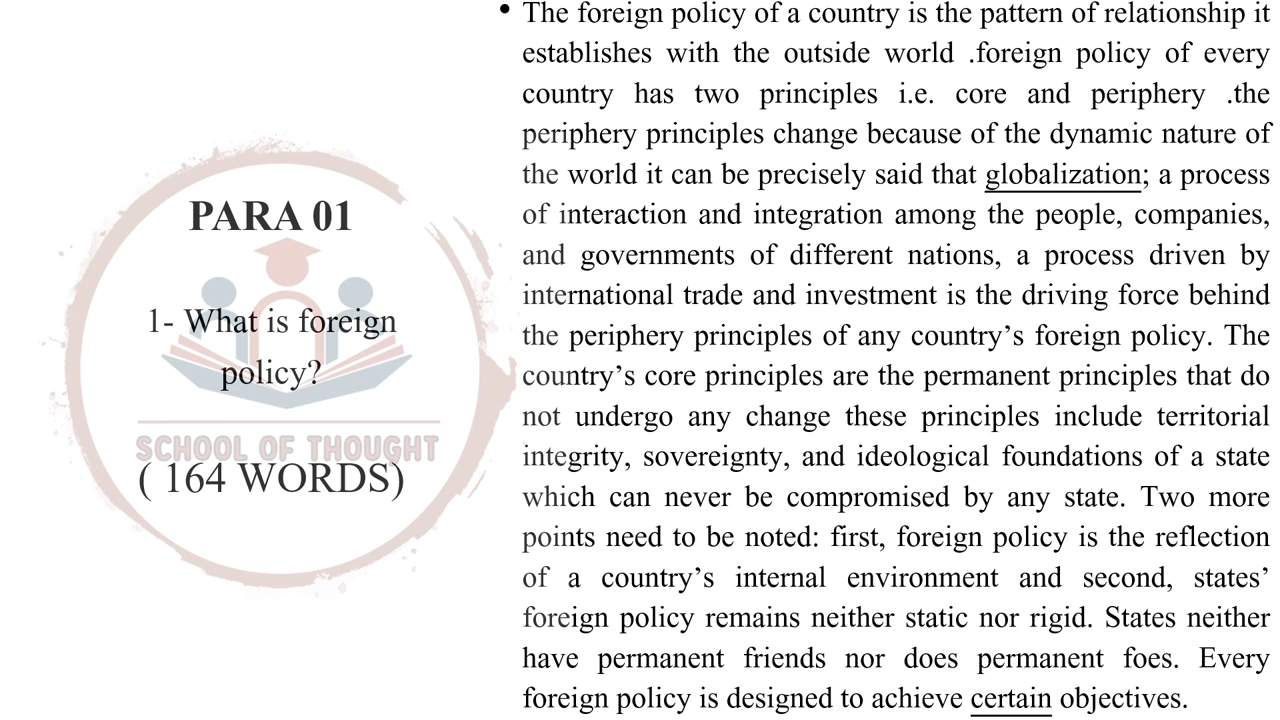 PARA 01
1- What is foreign
policy?
SCHOOL OF THOUGHT
( 164 WORDS)
• The foreign policy of a country is the pattern of relationship it
establishes with the outside world .foreign policy of every
country has two principles i.e. core and periphery .the
periphery principles change because of the dynamic nature of
the world it can be precisely said that globalization; a process
of interaction and integration among the people, companies,
and governments of different nations, a process driven by
international trade and investment is the driving force behind
the periphery principles of any country’s foreign policy. The
country’s core principles are the permanent principles that do
not undergo any change these principles include territorial
integrity, sovereignty, and ideological foundations of a state
which can never be compromised by any state. Two more
points need to be noted: first, foreign policy is the reflection
of a country’s internal environment and second, states’
foreign policy remains neither static nor rigid. States neither
have permanent friends nor does permanent foes. Every
foreign policy is designed to achieve certain objectives.